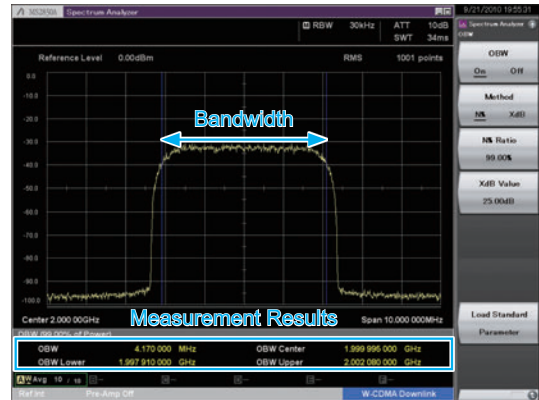 MS2850A Spectrum Analyzer
9/21/2010 19:55:31
RBW 30kHz ATT 10dB
SWT 34ms
Spectrum Analyzer
OBW
Reference Level 0.00dBm RMS 1001 points
OBW
On Off
Method
N% XdB
N% Ratio
99.00%
XdB Value
25.00dB
Load Standard
Parameter
0.0
-10.0
-20.0
-30.0
-40.0
-50.0
-60.0
-70.0
-80.0
-90.0
-100.0
Bandwidth
Center 2.000 00GHz Span 10.000 000MHz
Measurement Results
OBW (99.00% of Power)
OBW 4.170 000 MHz OBW Center 1.999 995 000 GHz
OBW Lower 1.997 910 000 GHz OBW Upper 2.002 080 000 GHz
Avg 10 / 10
Ref.Int Pre-Amp Off W-CDMA Downlink